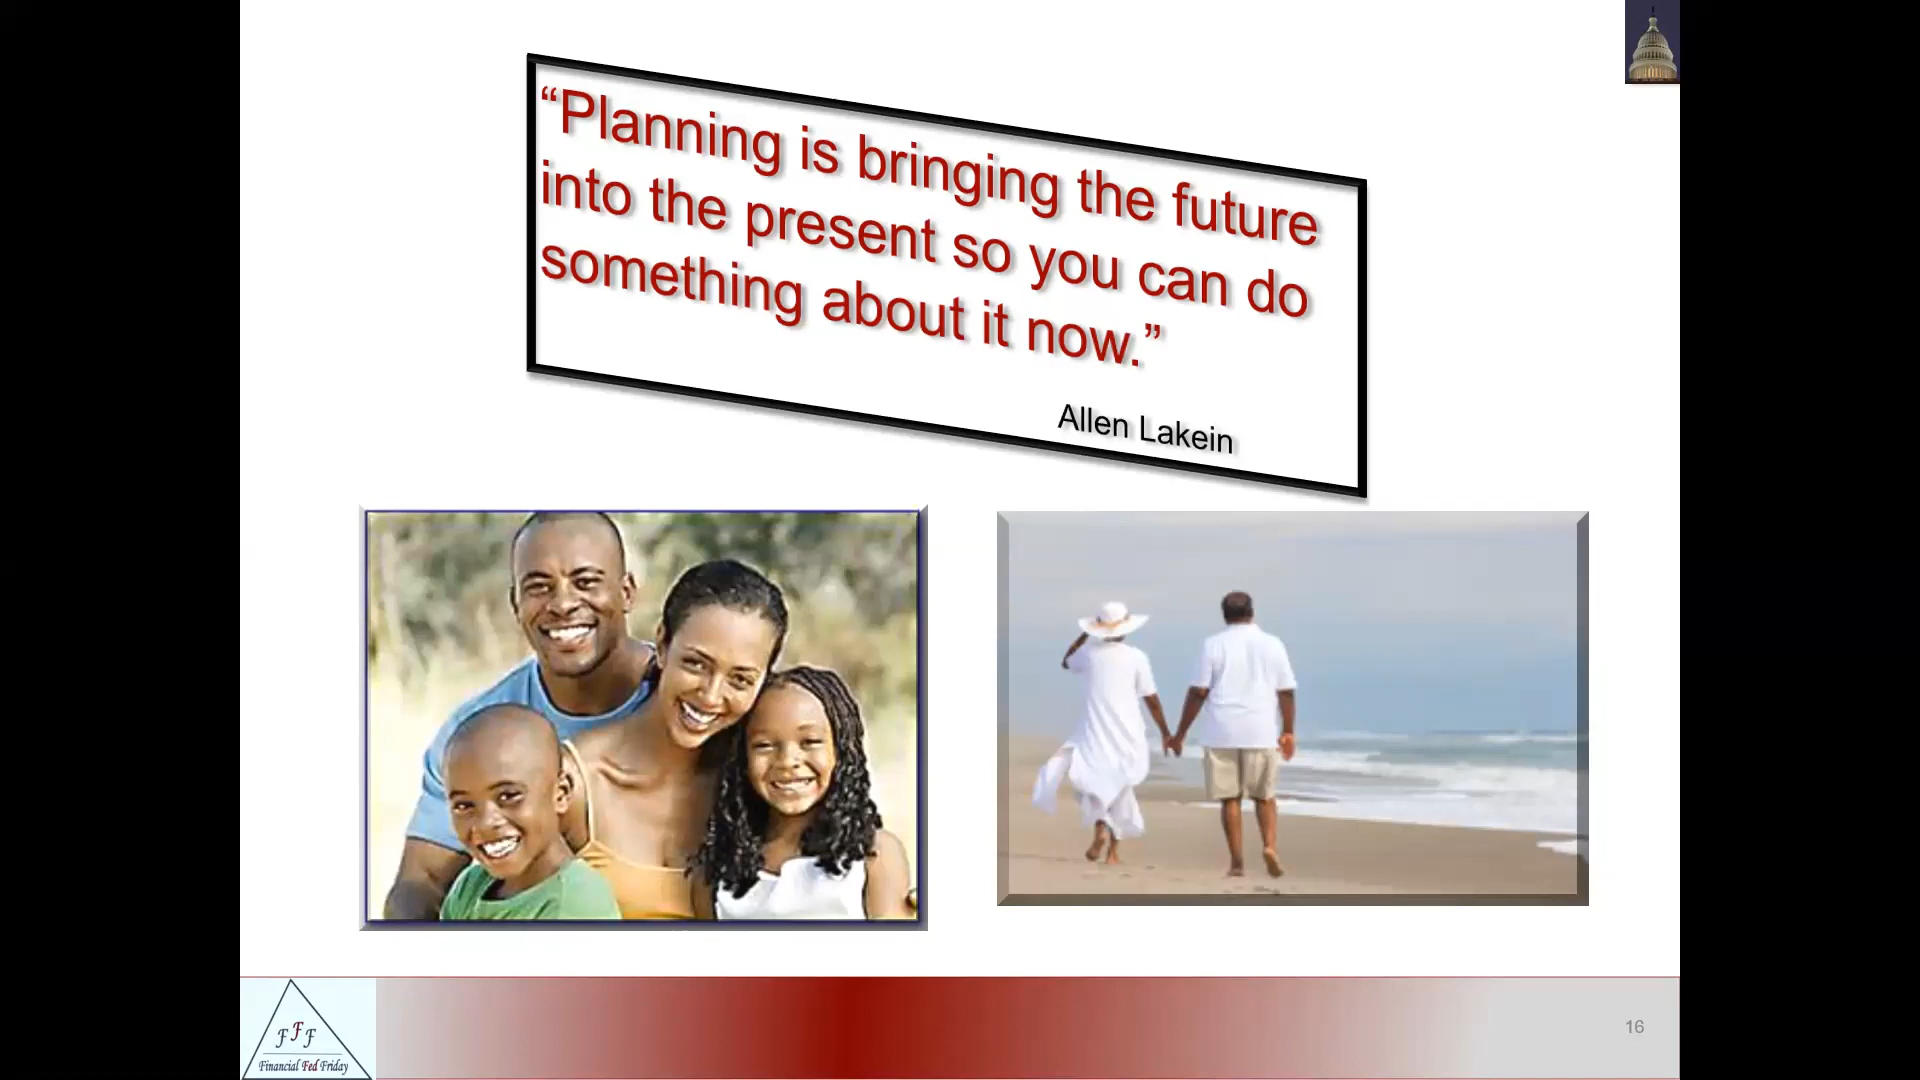 “Planning is bringing the future
into the present so you can do
something about it now.”
Allen Lakein
F F F
Financial Fed Friday
16